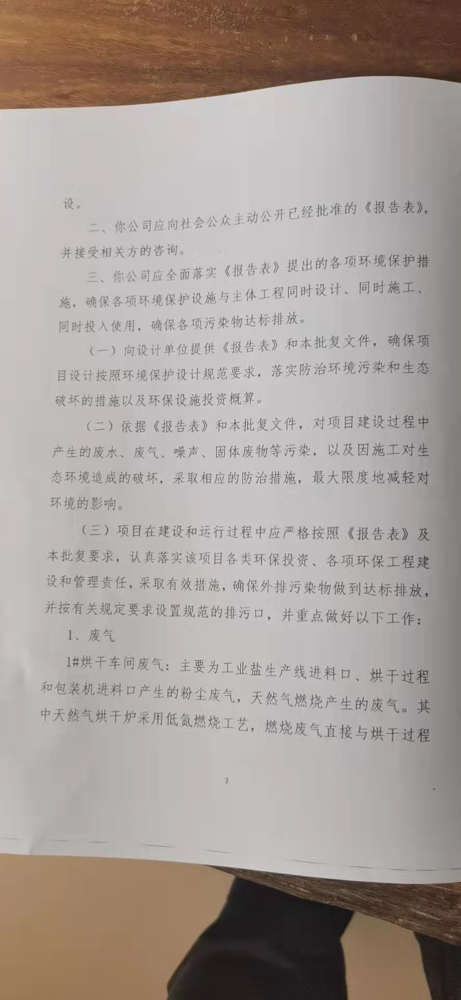 设。
二、你公司应向社会公众主动公开已经批准的《报告表》，
并接受相关方的咨询。
三、你公司应全面落实《报告表》提出的各项环境保护措
施，确保各项环境保护设施与主体工程同时设计、同时施工、
同时投入使用，确保各项污染物达标排放。
（一）向设计单位提供《报告表》和本批复文件，确保项
目设计按照环境保护设计规范要求，落实防治环境污染和生态
破坏的措施以及环保设施投资概算。
（二）依据《报告表》和本批复文件，对项目建设过程中
产生的废水、废气、噪声、固体废物等污染，以及因施工对生
态环境造成的破坏，采取相应的防治措施，最大限度地减轻对
环境的影响。
（三）项目在建设和运行过程中应严格按照《报告表》及
本批复要求，认真落实该项目各类环保投资、各项环保工程建
设和管理责任，采取有效措施，确保外排污染物做到达标排放，
并按有关规定要求设置规范的排污口，并重点做好以下工作：
1、废气
1#烘干车间废气：主要为工业盐生产线进料口、烘干过程
和包装机进料口产生的粉尘废气，天然气燃烧产生的废气。其
中天然气烘干炉采用低氮燃烧工艺，燃烧废气直接与烘干过程
2